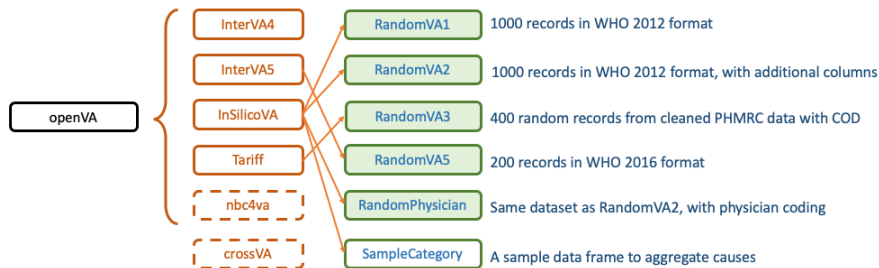 InterVA4 RandomVA1 1000 records in WHO 2012 format
InterVA5 RandomVA2 1000 records in WHO 2012 format, with additional columns
openVA InSilicoVA RandomVA3 400 random records from cleaned PHMRC data with COD
Tariff RandomVA5 200 records in WHO 2016 format
nbc4va RandomPhysician Same dataset as RandomVA2, with physician coding
crossVA SampleCategory A sample data frame to aggregate causes